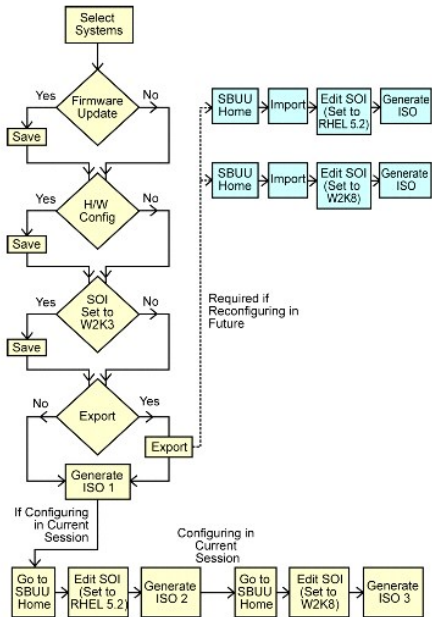 Select
Systems
Yes
Firmware
Update
No
Save
Yes
H/W
Config
No
Save
Yes
SOI
Set to
W2K3
No
Save
No
Export
Yes
Export
Generate
ISO 1
SBUU
Home
Import
Edit SOI
(Set to
RHEL 5.2)
Generate
ISO
SBUU
Home
Import
Edit SOI
(Set to
W2K8)
Generate
ISO
Required if
Reconfiguring in
Future
If Configuring
in Current
Session
Configuring in
Current
Session
Go to
SBUU
Home
Edit SOI
(Set to
RHEL 5.2)
Generate
ISO 2
Go to
SBUU
Home
Edit SOI
(Set to
W2K8)
Generate
ISO 3